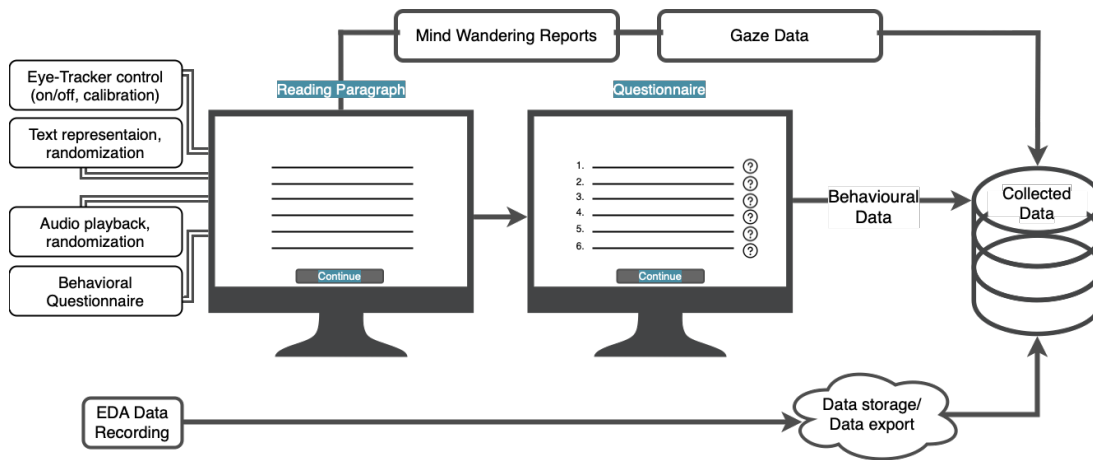 Mind Wandering Reports
Gaze Data
Eye-Tracker control
(on/off, calibration)
Text representaion,
randomization
Audio playback,
randomization
Behavioral
Questionnaire
Reading Paragraph
Continue
Questionnaire
1.
?
2.
?
3.
?
4.
?
5.
?
6.
?
Continue
Behavioural
Data
Collected
Data
EDA Data
Recording
Data storage/
Data export